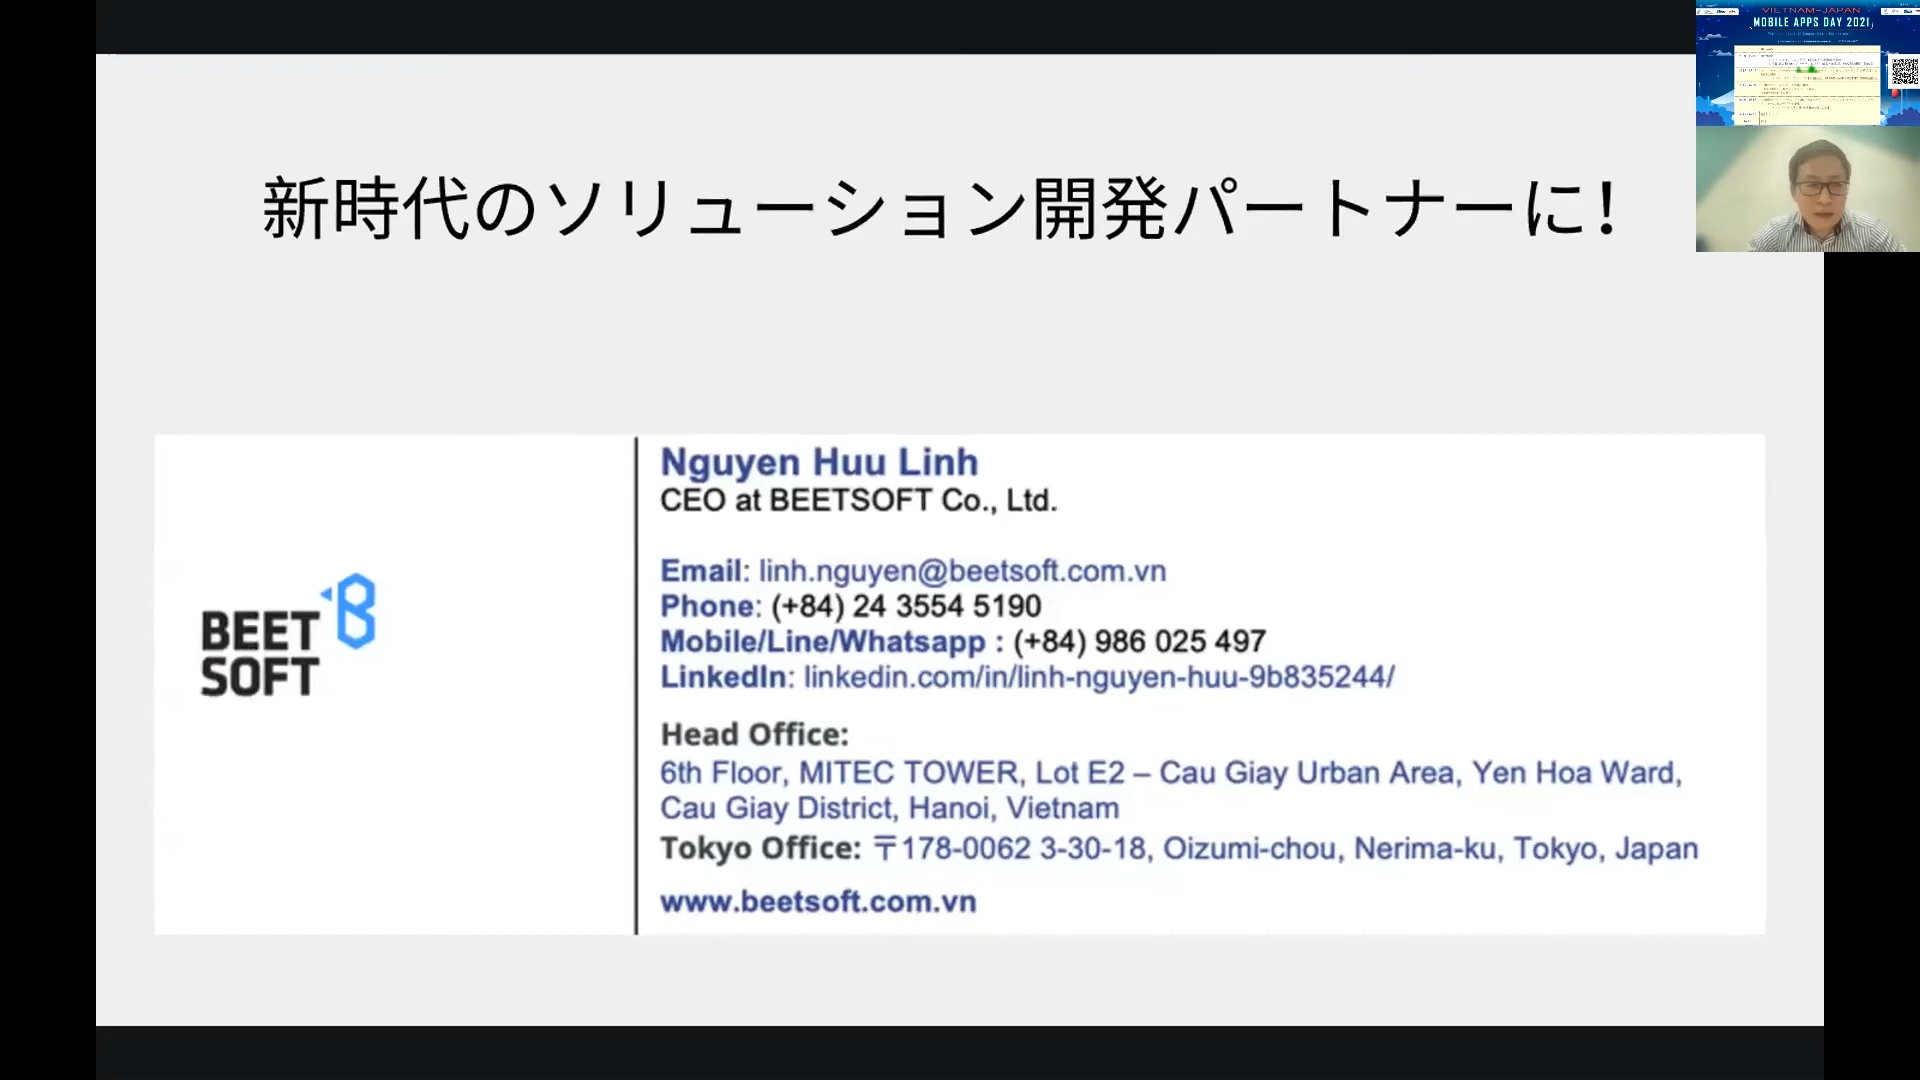 VIETNAM-JAPAN
MOBILE APPS DAY 2021
新時代のソリューション開発パートナーに!
BEET
SOFT
Nguyen Huu Linh
CEO at BEETSOFT Co., Ltd.
Email: linh.nguyen@beetsoft.com.vn
Phone: (+84) 24 3554 5190
Mobile/Line/Whatsapp : (+84) 986 025 497
LinkedIn: linkedin.com/in/linh-nguyen-huu-9b835244/
Head Office:
6th Floor, MITEC TOWER, Lot E2 – Cau Giay Urban Area, Yen Hoa Ward,
Cau Giay District, Hanoi, Vietnam
Tokyo Office: 〒178-0062 3-30-18, Oizumi-chou, Nerima-ku, Tokyo, Japan
www.beetsoft.com.vn